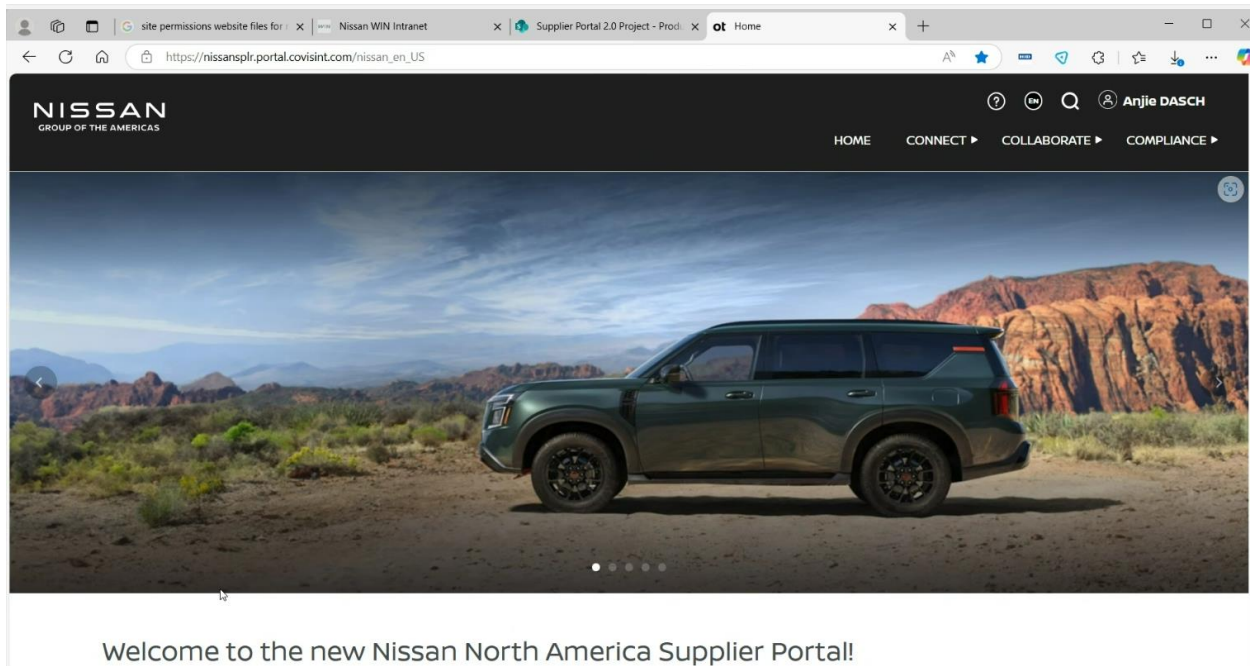 site permissions website files for
Nissan WIN Intranet
Supplier Portal 2.0 Project - Prod
ot Home
https://nissansplr.portal.covisint.com/nissan_en_US
NISSAN
GROUP OF THE AMERICAS
? EN Anjie DASCH
HOME CONNECT COLLABORATE COMPLIANCE
Welcome to the new Nissan North America Supplier Portal!